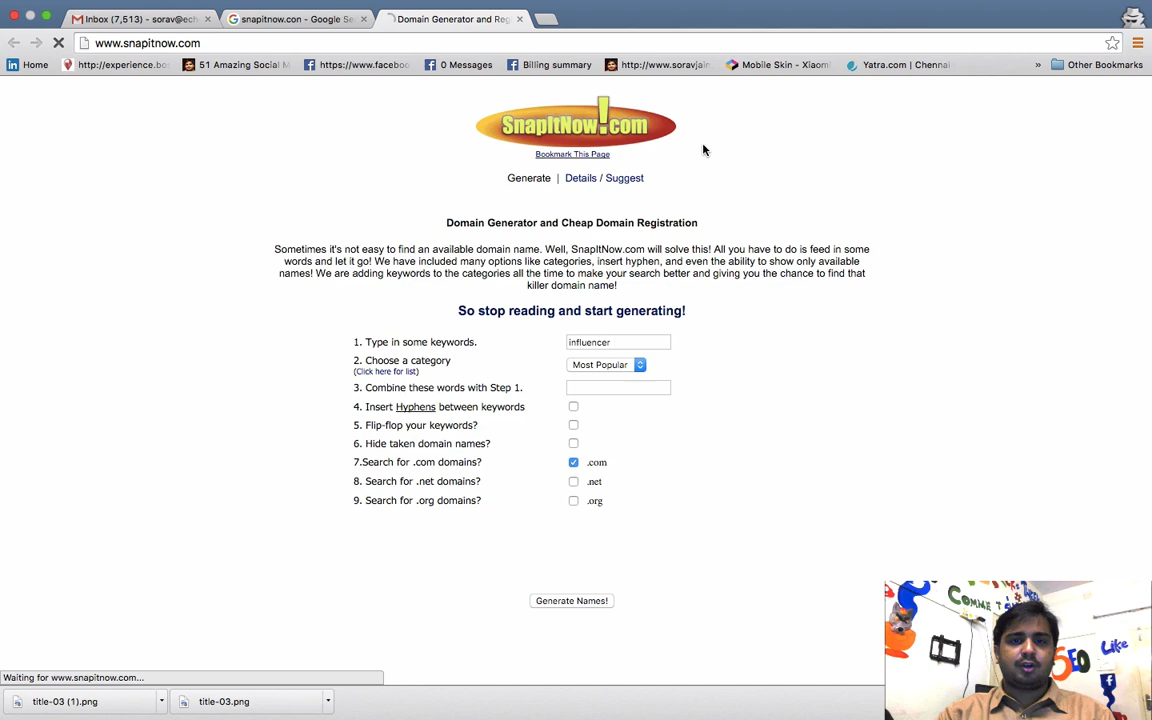 Inbox (7,513) - sorav@ech
snapitnow.con - Google Se
Domain Generator and Reg
www.snapitnow.com
Home
http://experience.bo
51 Amazing Social M
https://www.faceboo
0 Messages
Billing summary
http://www.soravjain
Mobile Skin - Xiaomi
Yatra.com | Chennai
»
Other Bookmarks
SnapItNow!com
Bookmark This Page
Generate | Details / Suggest
Domain Generator and Cheap Domain Registration
Sometimes it's not easy to find an available domain name. Well, SnapItNow.com will solve this! All you have to do is feed in some
words and let it go! We have included many options like categories, insert hyphen, and even the ability to show only available
names! We are adding keywords to the categories all the time to make your search better and giving you the chance to find that
killer domain name!
So stop reading and start generating!
1. Type in some keywords. influencer
2. Choose a category Most Popular
(Click here for list)
3. Combine these words with Step 1.
4. Insert Hyphens between keywords
5. Flip-flop your keywords?
6. Hide taken domain names?
7.Search for .com domains? .com
8. Search for .net domains? .net
9. Search for .org domains? .org
Generate Names!
SEO
Like
Waiting for www.snapitnow.com...
title-03 (1).png
title-03.png